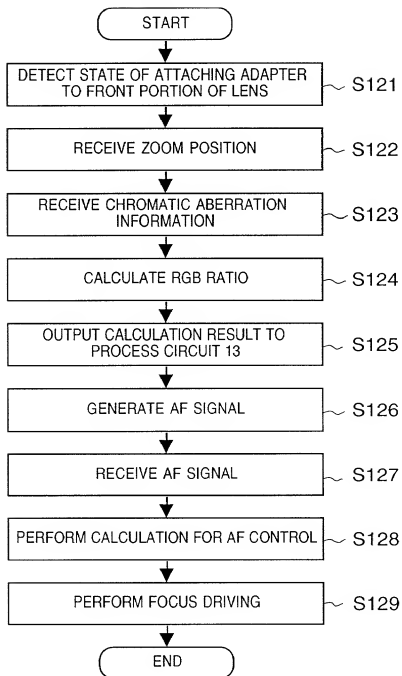 START
DETECT STATE OF ATTACHING ADAPTER
TO FRONT PORTION OF LENS
S121
RECEIVE ZOOM POSITION
S122
RECEIVE CHROMATIC ABERRATION
INFORMATION
S123
CALCULATE RGB RATIO
S124
OUTPUT CALCULATION RESULT TO
PROCESS CIRCUIT 13
S125
GENERATE AF SIGNAL
S126
RECEIVE AF SIGNAL
S127
PERFORM CALCULATION FOR AF CONTROL
S128
PERFORM FOCUS DRIVING
S129
END